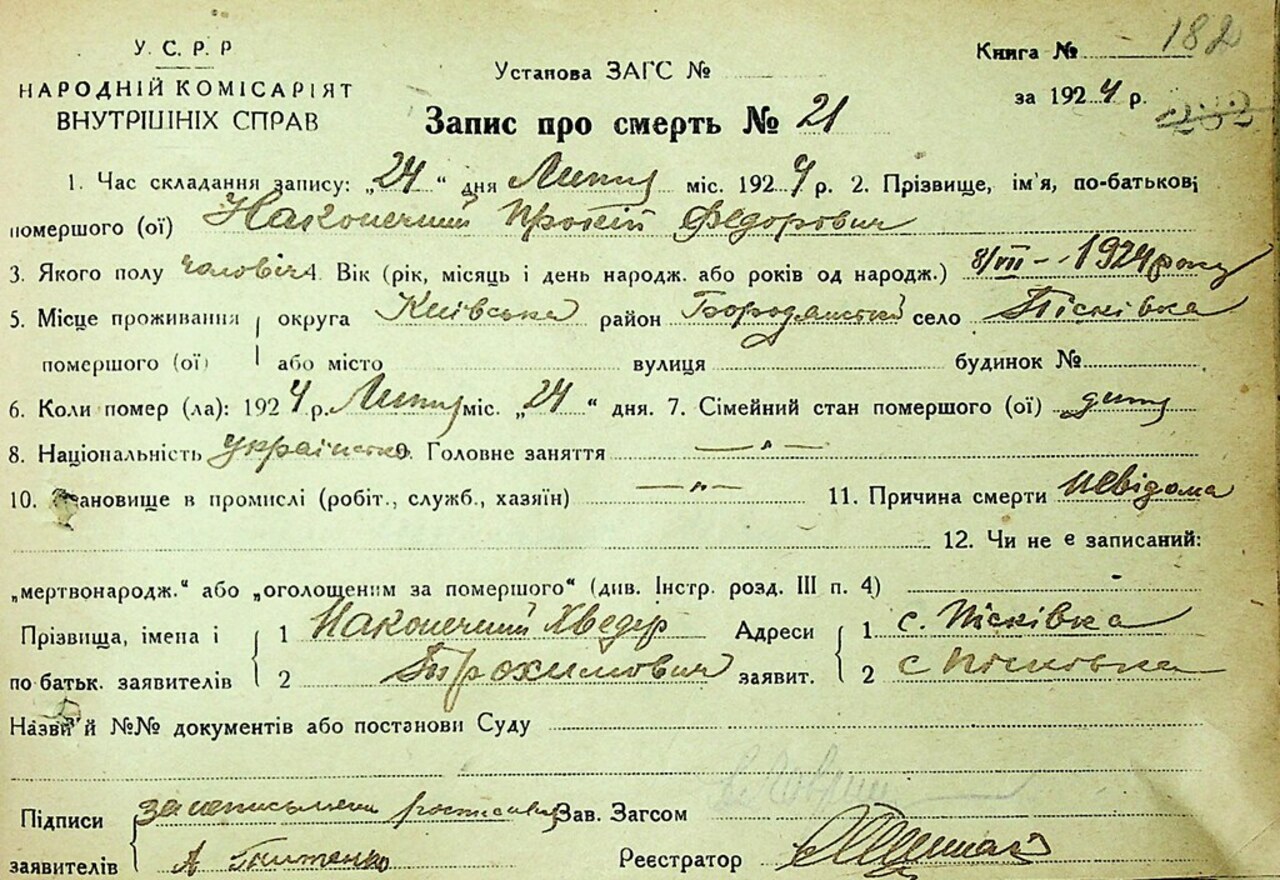 У. С. Р. Р
НАРОДНІЙ КОМІСАРІЯТ
ВНУТРІШНІХ СПРАВ
Установа ЗАГС №
Книга № 182
за 1924 р.
232
Запис про смерть № 21
1. Час складання запису: „24“ дня Липня міс. 1924 р. 2. Прізвище, ім'я, по-батькові
помершого (ої) Наконечний Прокіп Федорович
3. Якого полу чоловіч 4. Вік (рік, місяць і день народж. або років од народж.) 8/VII - 1924 року
5. Місце проживання округа Київська район Бородянський село Пісківка
помершого (ої) або місто вулиця будинок №
6. Коли помер (ла): 1924 р. Липня міс. „24“ дня. 7. Сімейний стан помершого (ої) дитя
8. Національність українськ 9. Головне заняття — „ —
10. Становище в промислі (робіт., служб., хазяїн) — „ — 11. Причина смерти невідома
12. Чи не є записаний:
„мертвонародж.“ або „оголошеним за помершого“ (див. Інстр. розд. III п. 4)
Прізвища, імена і 1 Наконечний Хведер Адреси 1 с. Пісківка
по батьк. заявителів 2 Трохимович заявит. 2 с Пісковка
Назви й №№ документів або постанови Суду
Підписи Зав. Загсом
заявителів А Реєстратор